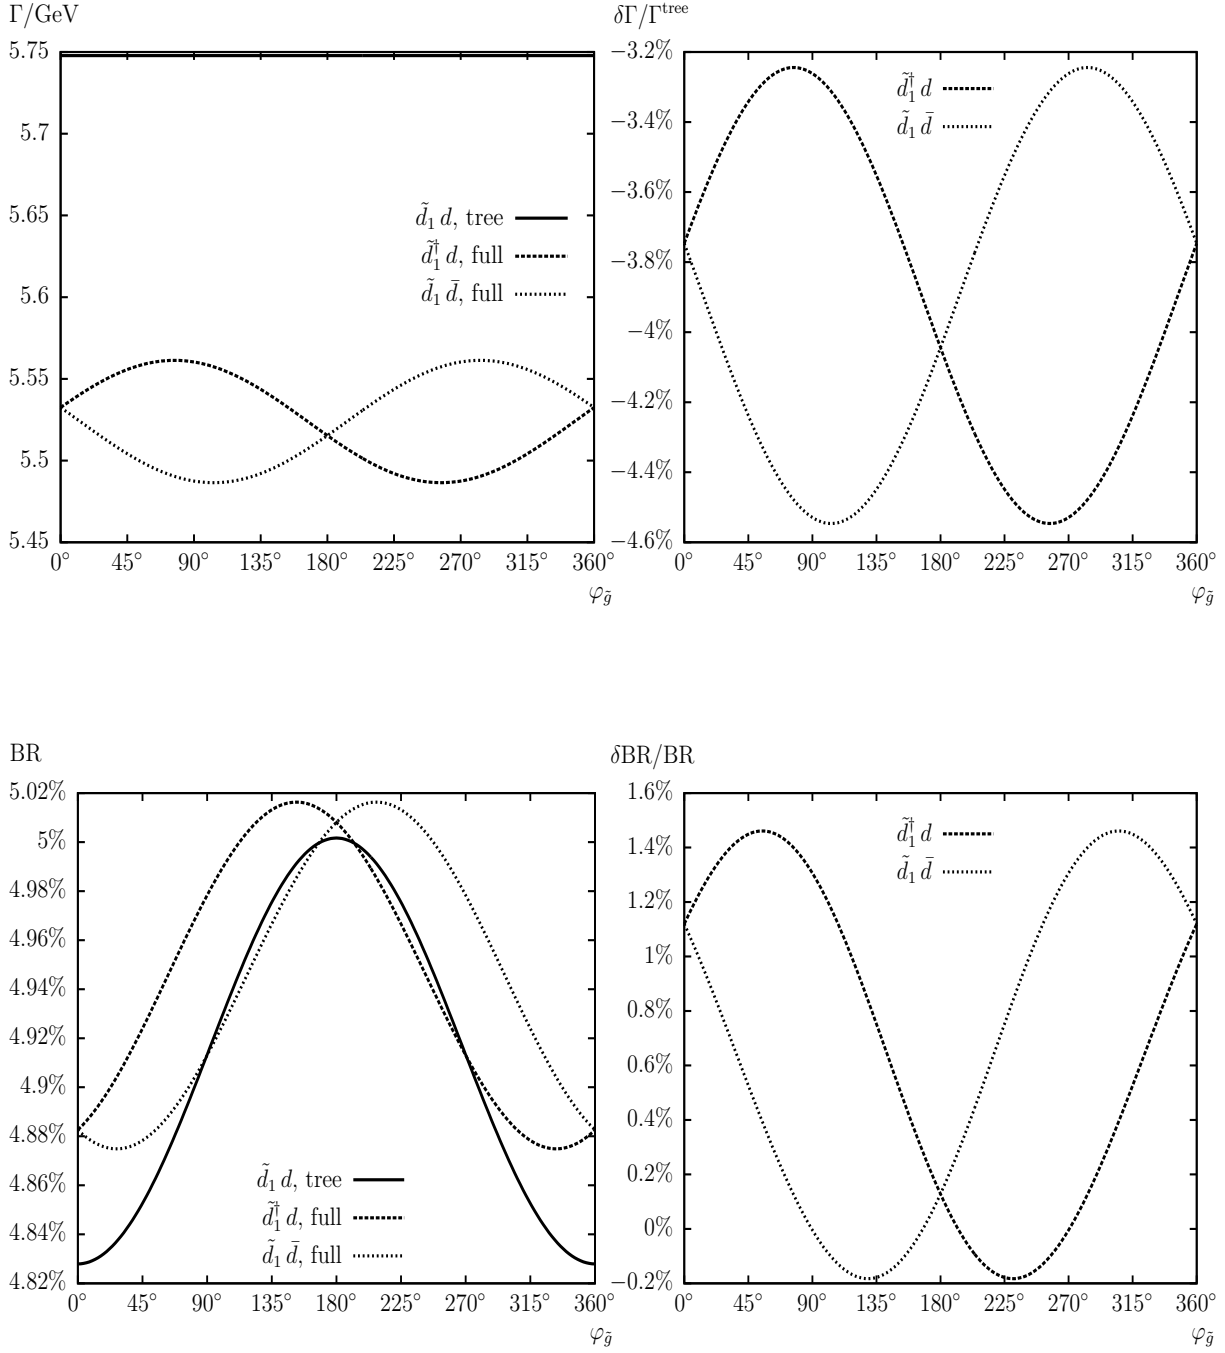 Γ/GeV
5.75
5.7
5.65
5.6
5.55
5.5
5.45
0° 45° 90° 135° 180° 225° 270° 315° 360°
φg̃
d̃1 d, tree
d̃1† d, full
d̃1 d̄, full
δΓ/Γtree
−3.2%
−3.4%
−3.6%
−3.8%
−4%
−4.2%
−4.4%
−4.6%
0° 45° 90° 135° 180° 225° 270° 315° 360°
φg̃
d̃1† d
d̃1 d̄
BR
5.02%
5%
4.98%
4.96%
4.94%
4.92%
4.9%
4.88%
4.86%
4.84%
4.82%
0° 45° 90° 135° 180° 225° 270° 315° 360°
φg̃
d̃1 d, tree
d̃1† d, full
d̃1 d̄, full
δBR/BR
1.6%
1.4%
1.2%
1%
0.8%
0.6%
0.4%
0.2%
0%
−0.2%
0° 45° 90° 135° 180° 225° 270° 315° 360°
φg̃
d̃1† d
d̃1 d̄